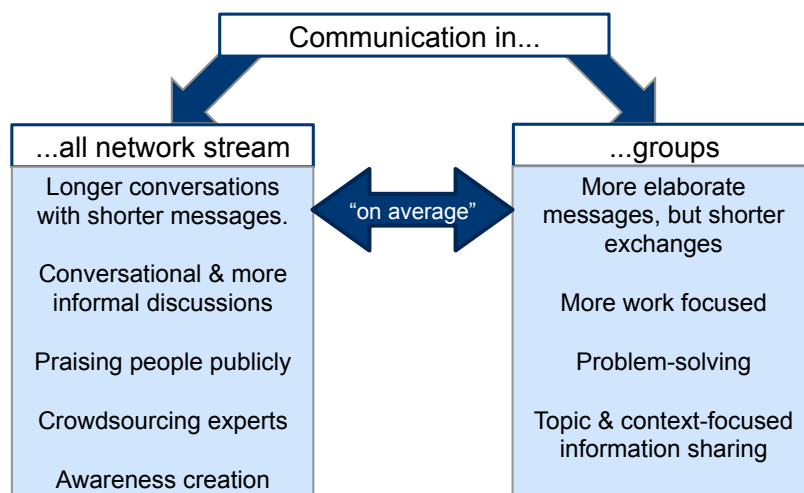 Communication in...
...all network stream
Longer conversations
with shorter messages.
Conversational & more
informal discussions
Praising people publicly
Crowdsourcing experts
Awareness creation
“on average”
...groups
More elaborate
messages, but shorter
exchanges
More work focused
Problem-solving
Topic & context-focused
information sharing